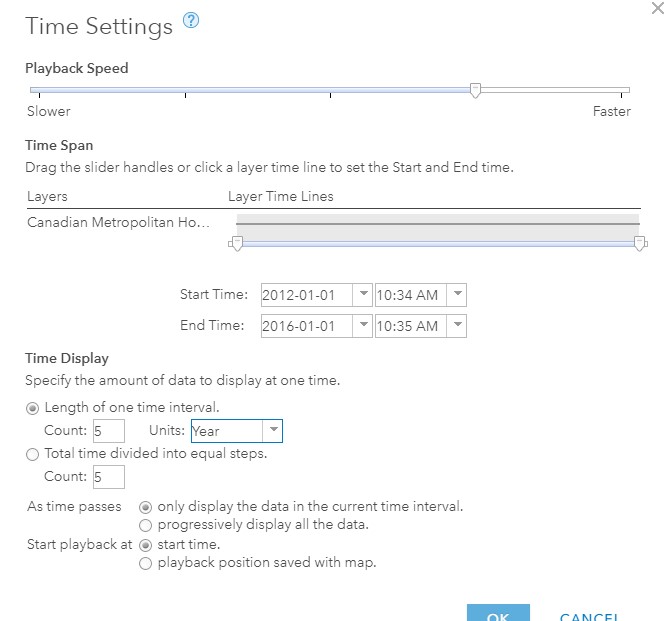 Time Settings ?
Playback Speed
Slower Faster
Time Span
Drag the slider handles or click a layer time line to set the Start and End time.
Layers Layer Time Lines
Canadian Metropolitan Ho...
Start Time: 2012-01-01 10:34 AM
End Time: 2016-01-01 10:35 AM
Time Display
Specify the amount of data to display at one time.
Length of one time interval.
Count: 5 Units: Year
Total time divided into equal steps.
Count: 5
As time passes only display the data in the current time interval.
progressively display all the data.
Start playback at start time.
playback position saved with map.
OK CANCEL